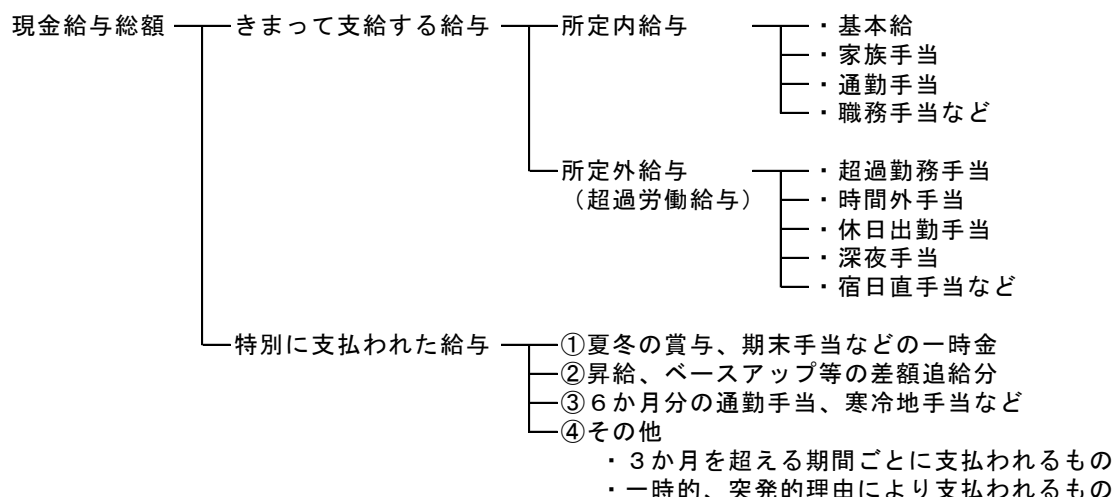 現金給与総額 きまって支給する給与 所定内給与 ・基本給
・家族手当
・通勤手当
・職務手当など
所定外給与 ・超過勤務手当
（超過労働給与） ・時間外手当
・休日出勤手当
・深夜手当
・宿日直手当など
特別に支払われた給与 ①夏冬の賞与、期末手当などの一時金
②昇給、ベースアップ等の差額追給分
③６か月分の通勤手当、寒冷地手当など
④その他
・３か月を超える期間ごとに支払われるもの
・一時的、突発的理由により支払われるもの